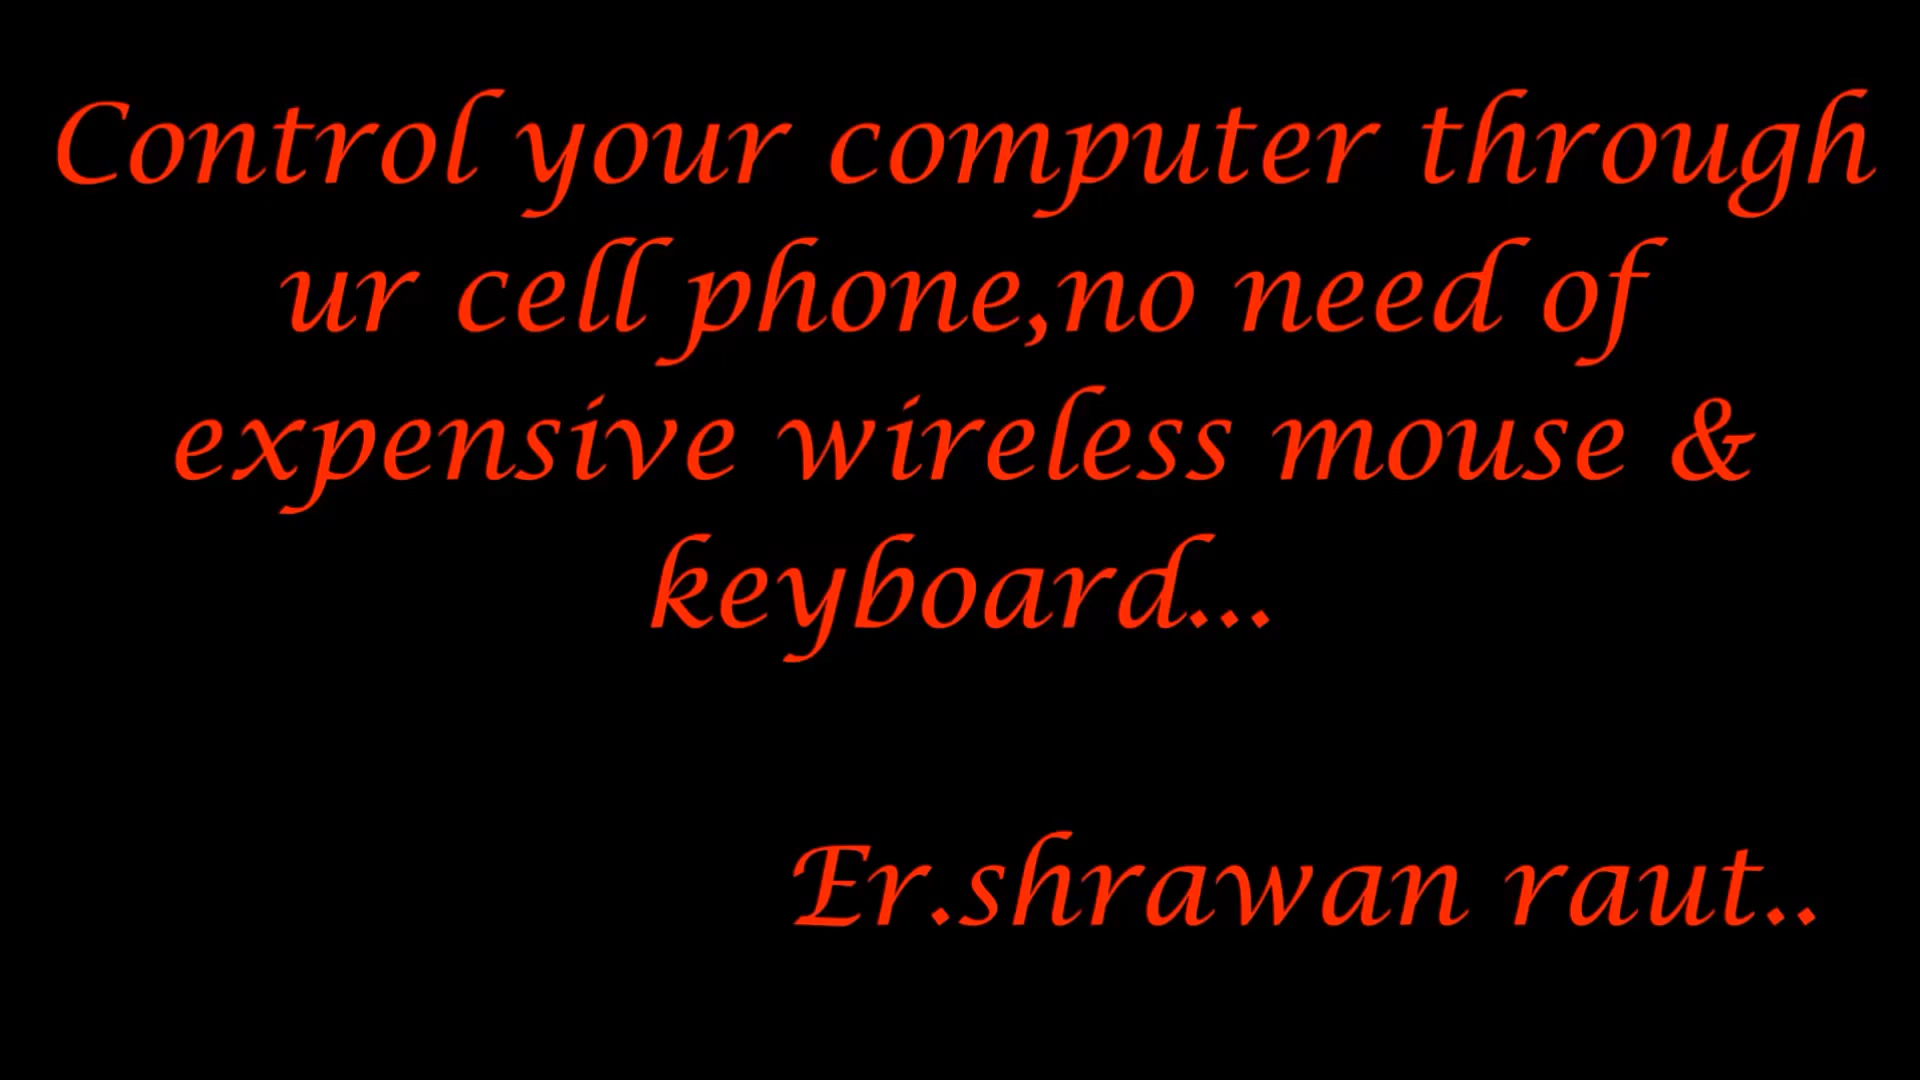 Control your computer through
ur cell phone,no need of
expensive wireless mouse &
keyboard...
Er.shrawan raut..